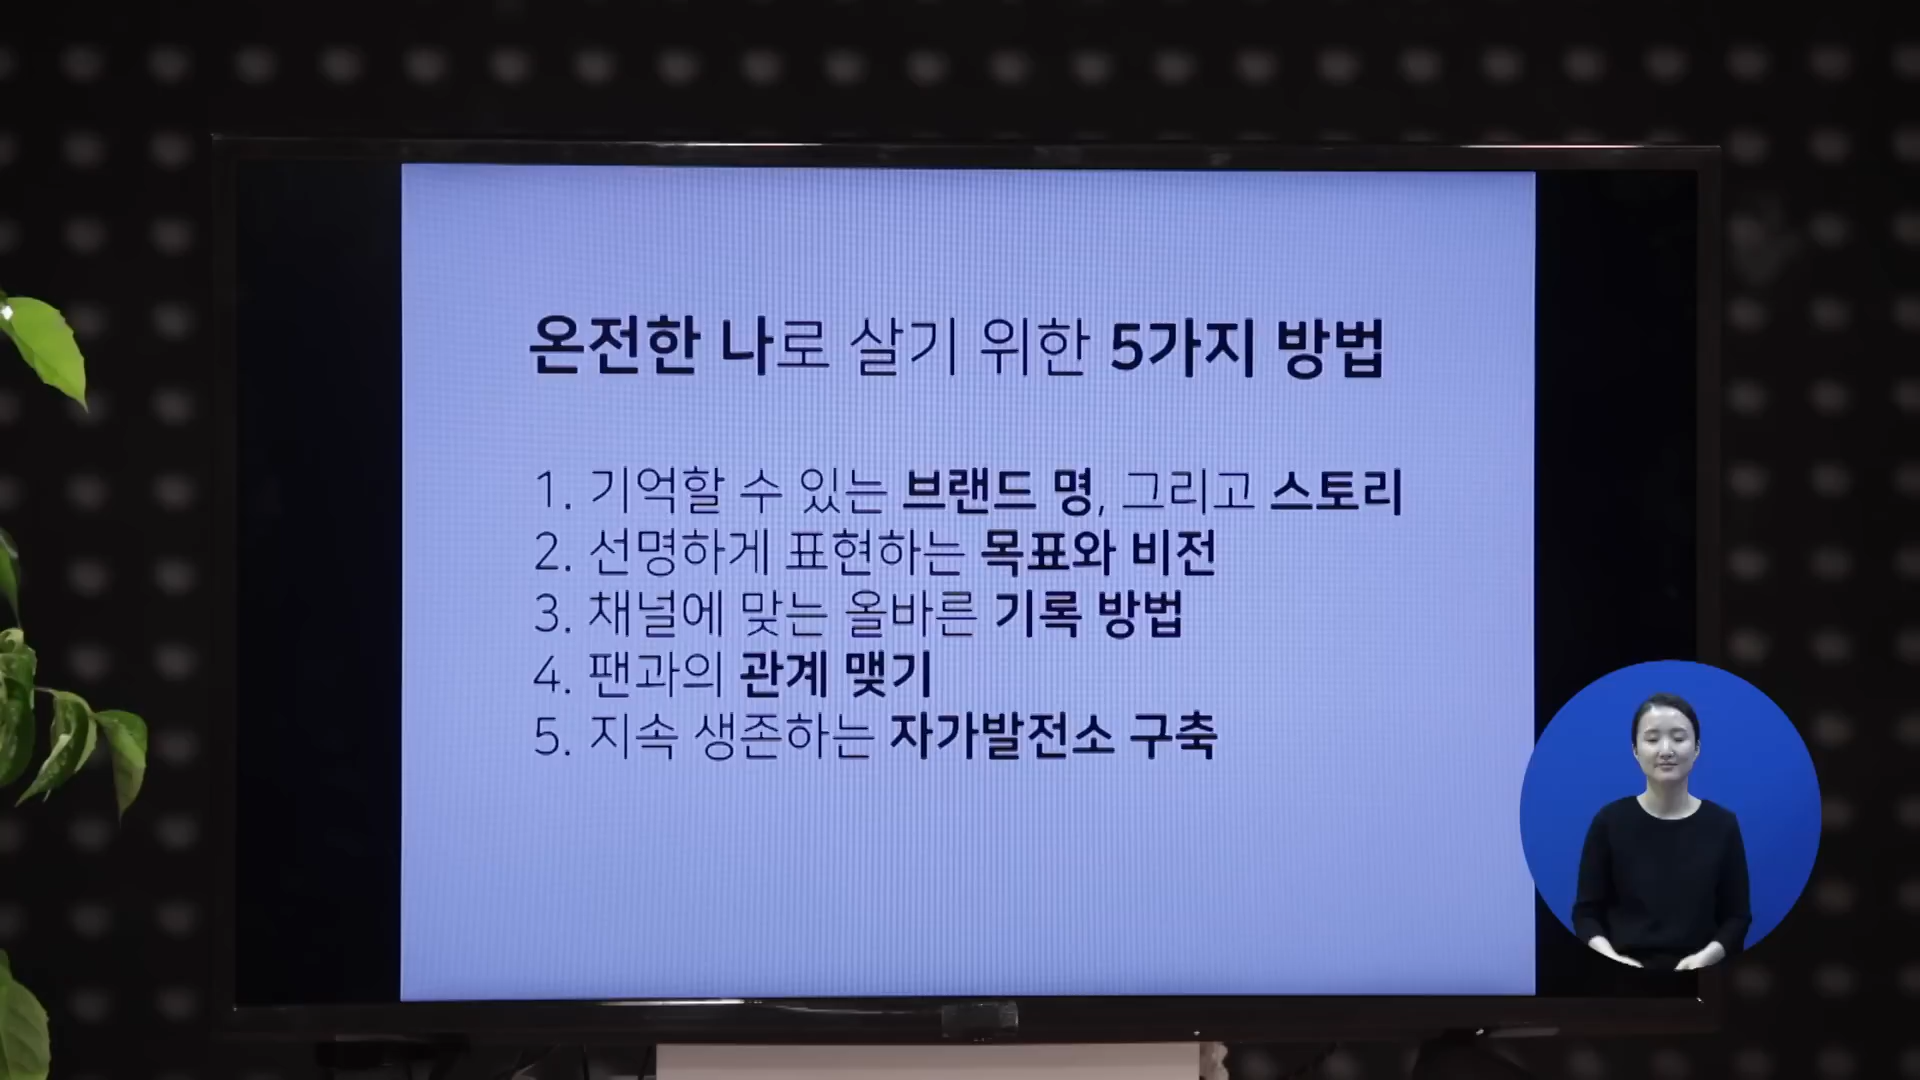 온전한 나로 살기 위한 5가지 방법
1. 기억할 수 있는 브랜드 명, 그리고 스토리
2. 선명하게 표현하는 목표와 비전
3. 채널에 맞는 올바른 기록 방법
4. 팬과의 관계 맺기
5. 지속 생존하는 자가발전소 구축